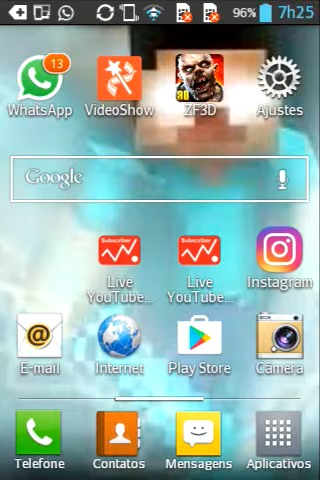 96% 7h25
13
WhatsApp VideoShow ZF3D Ajustes
Google
Subscriber Subscriber
Live YouTube... Live YouTube... Instagram
E-mail Internet Play Store Câmera
Telefone Contatos Mensagens Aplicativos